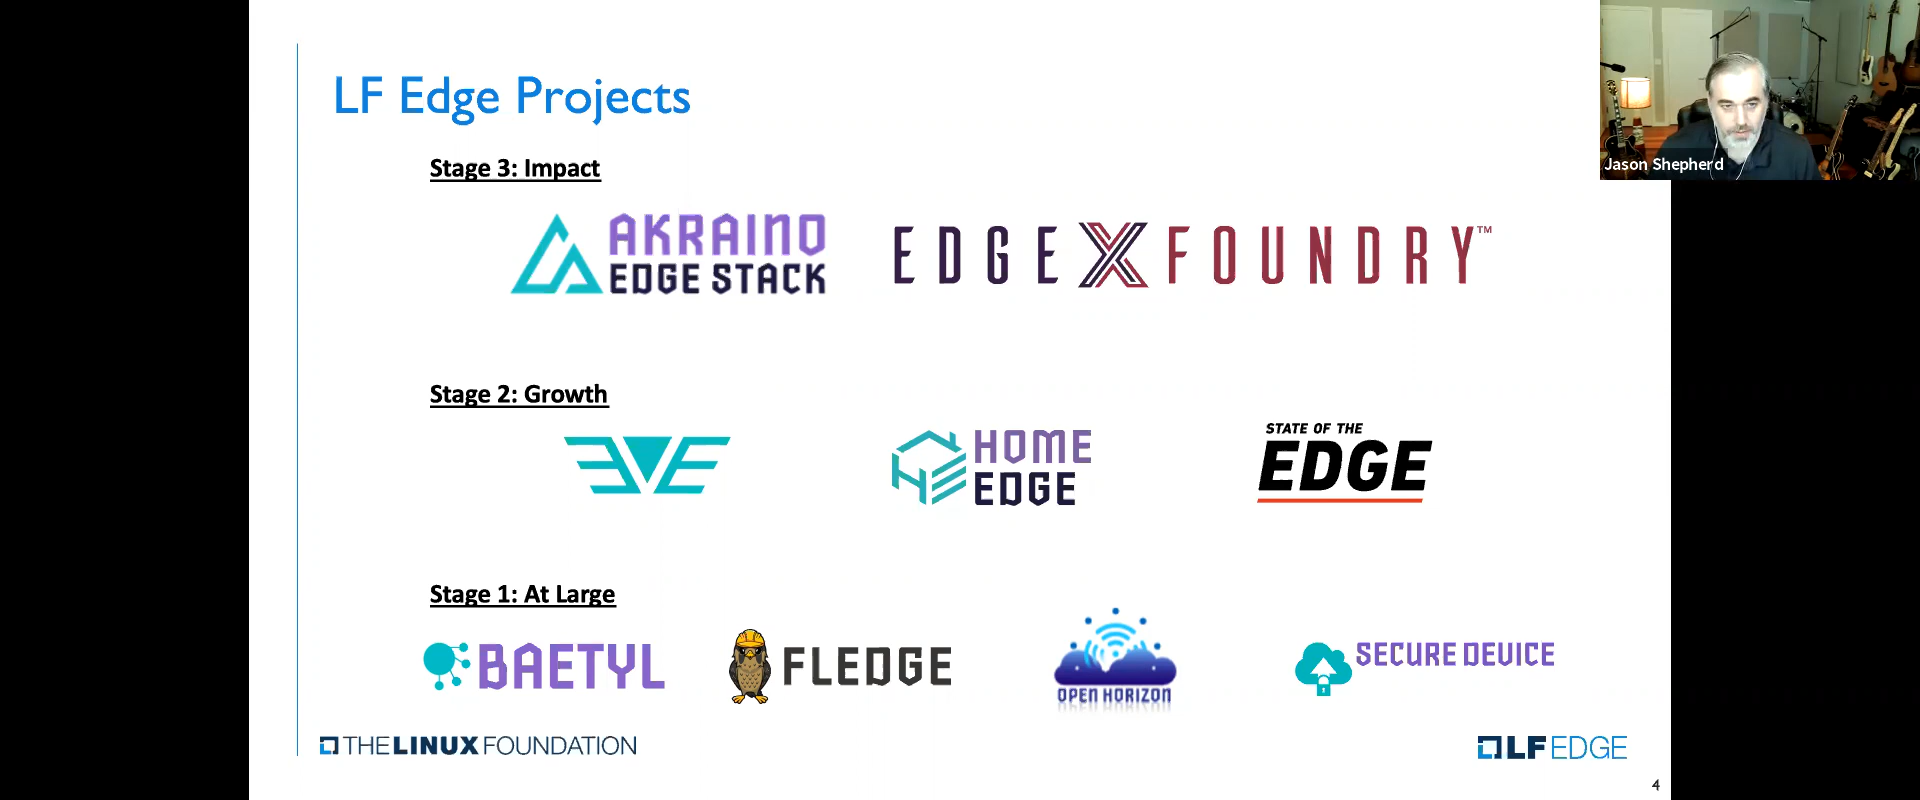 LF Edge Projects
Jason Shepherd
Stage 3: Impact
AKRAINO
EDGE STACK
EDGE X FOUNDRY™
Stage 2: Growth
EVE
HOME
EDGE
STATE OF THE
EDGE
Stage 1: At Large
BAETYL
FLEDGE
OPEN HORIZON
SECURE DEVICE
THE LINUX FOUNDATION
LF EDGE
4